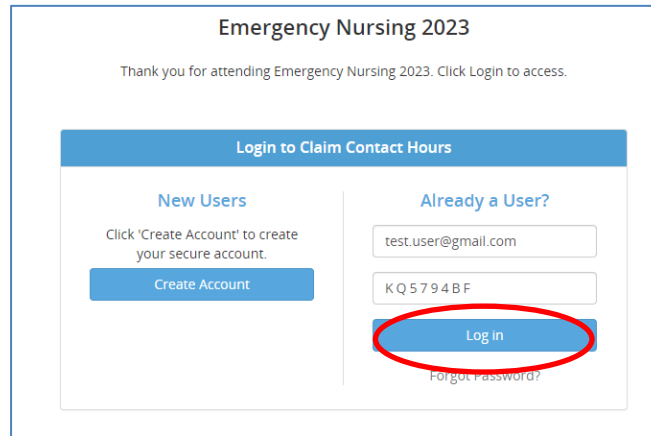 Emergency Nursing 2023
Thank you for attending Emergency Nursing 2023. Click Login to access.
Login to Claim Contact Hours
New Users
Click 'Create Account' to create
your secure account.
Create Account
Already a User?
test.user@gmail.com
KQ5794BF
Log in
Forgot Password?